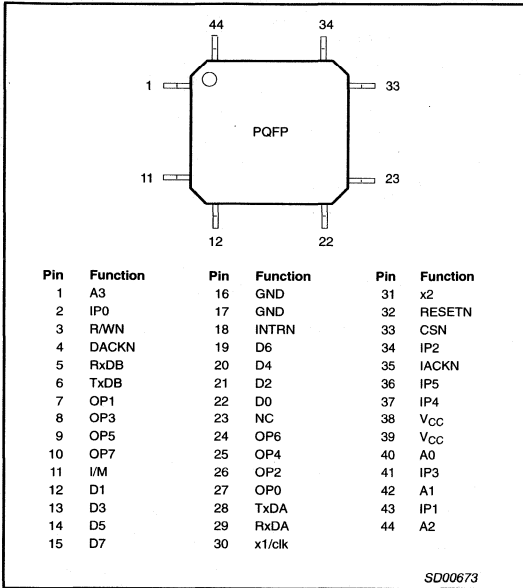 44 34
1 33
PQFP
11 23
12 22
Pin Function Pin Function Pin Function
1 A3 16 GND 31 x2
2 IP0 17 GND 32 RESETN
3 R/WN 18 INTRN 33 CSN
4 DACKN 19 D6 34 IP2
5 RxDB 20 D4 35 IACKN
6 TxDB 21 D2 36 IP5
7 OP1 22 D0 37 IP4
8 OP3 23 NC 38 VCC
9 OP5 24 OP6 39 VCC
10 OP7 25 OP4 40 A0
11 I/M 26 OP2 41 IP3
12 D1 27 OP0 42 A1
13 D3 28 TxDA 43 IP1
14 D5 29 RxDA 44 A2
15 D7 30 x1/clk
SD00673